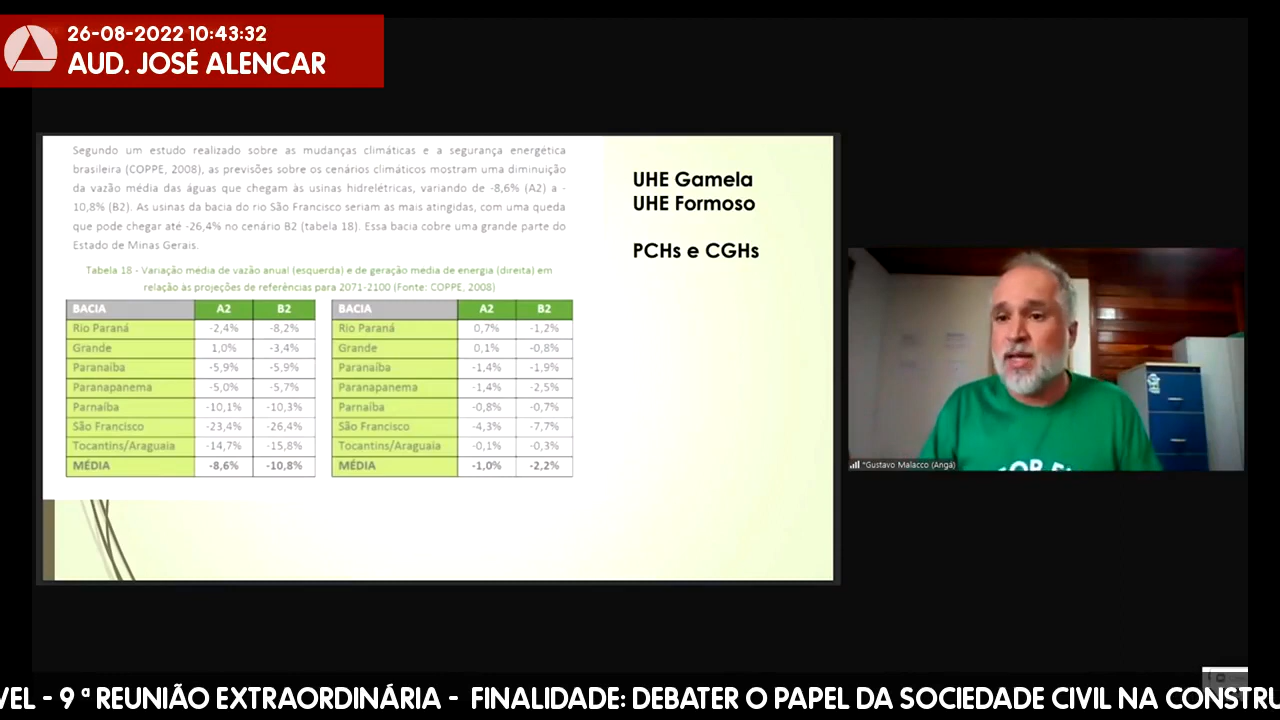 26-08-2022 10:43:32
AUD. JOSÉ ALENCAR
Segundo um estudo realizado sobre as mudanças climáticas e a segurança energética
brasileira (COPPE, 2008), as previsões sobre os cenários climáticos mostram uma diminuição
da vazão média das águas que chegam às usinas hidrelétricas, variando de -8,6% (A2) a -
10,8% (B2). As usinas da bacia do rio São Francisco seriam as mais atingidas, com uma queda
que pode chegar até -26,4% no cenário B2 (tabela 18). Essa bacia cobre uma grande parte do
Estado de Minas Gerais.
Tabela 18 - Variação média de vazão anual (esquerda) e de geração media de energia (direita) em
relação às projeções de referências para 2071-2100 (Fonte: COPPE, 2008)
BACIA A2 B2
Rio Paraná -2,4% -8,2%
Grande 1,0% -3,4%
Paranaíba -5,9% -5,9%
Paranapanema -5,0% -5,7%
Parnaíba -10,1% -10,3%
São Francisco -23,4% -26,4%
Tocantins/Araguaia -14,7% -15,8%
MÉDIA -8,6% -10,8%
BACIA A2 B2
Rio Paraná 0,7% -1,2%
Grande 0,1% -0,8%
Paranaíba -1,4% -1,9%
Paranapanema -1,4% -2,5%
Parnaíba -0,8% -0,7%
São Francisco -4,3% -7,7%
Tocantins/Araguaia -0,1% -0,3%
MÉDIA -1,0% -2,2%
UHE Gamela
UHE Formoso
PCHs e CGHs
*Gustavo Malacco (Angá)
VEL - 9 ª REUNIÃO EXTRAORDINÁRIA - FINALIDADE: DEBATER O PAPEL DA SOCIEDADE CIVIL NA CONSTRU